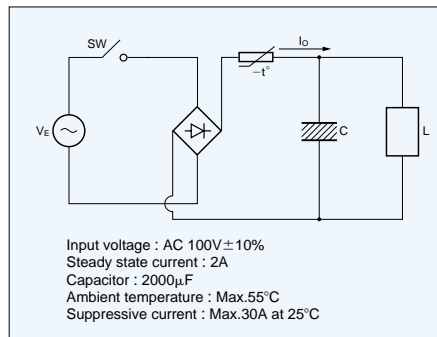 SW
IO
−t°
VE
C
L
Input voltage : AC 100V±10%
Steady state current : 2A
Capacitor : 2000μF
Ambient temperature : Max.55°C
Suppressive current : Max.30A at 25°C